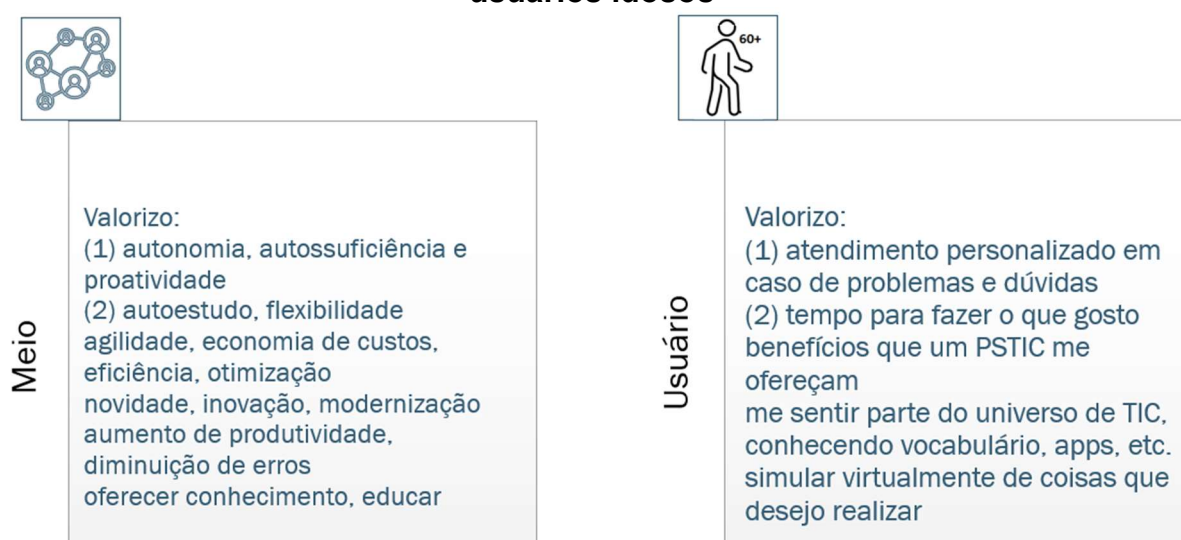 usuários idosos
60+
Meio
Valorizo:
(1) autonomia, autossuficiência e
proatividade
(2) autoestudo, flexibilidade
agilidade, economia de custos,
eficiência, otimização
novidade, inovação, modernização
aumento de produtividade,
diminuição de erros
oferecer conhecimento, educar
Usuário
Valorizo:
(1) atendimento personalizado em
caso de problemas e dúvidas
(2) tempo para fazer o que gosto
benefícios que um PSTIC me
ofereçam
me sentir parte do universo de TIC,
conhecendo vocabulário, apps, etc.
simular virtualmente de coisas que
desejo realizar